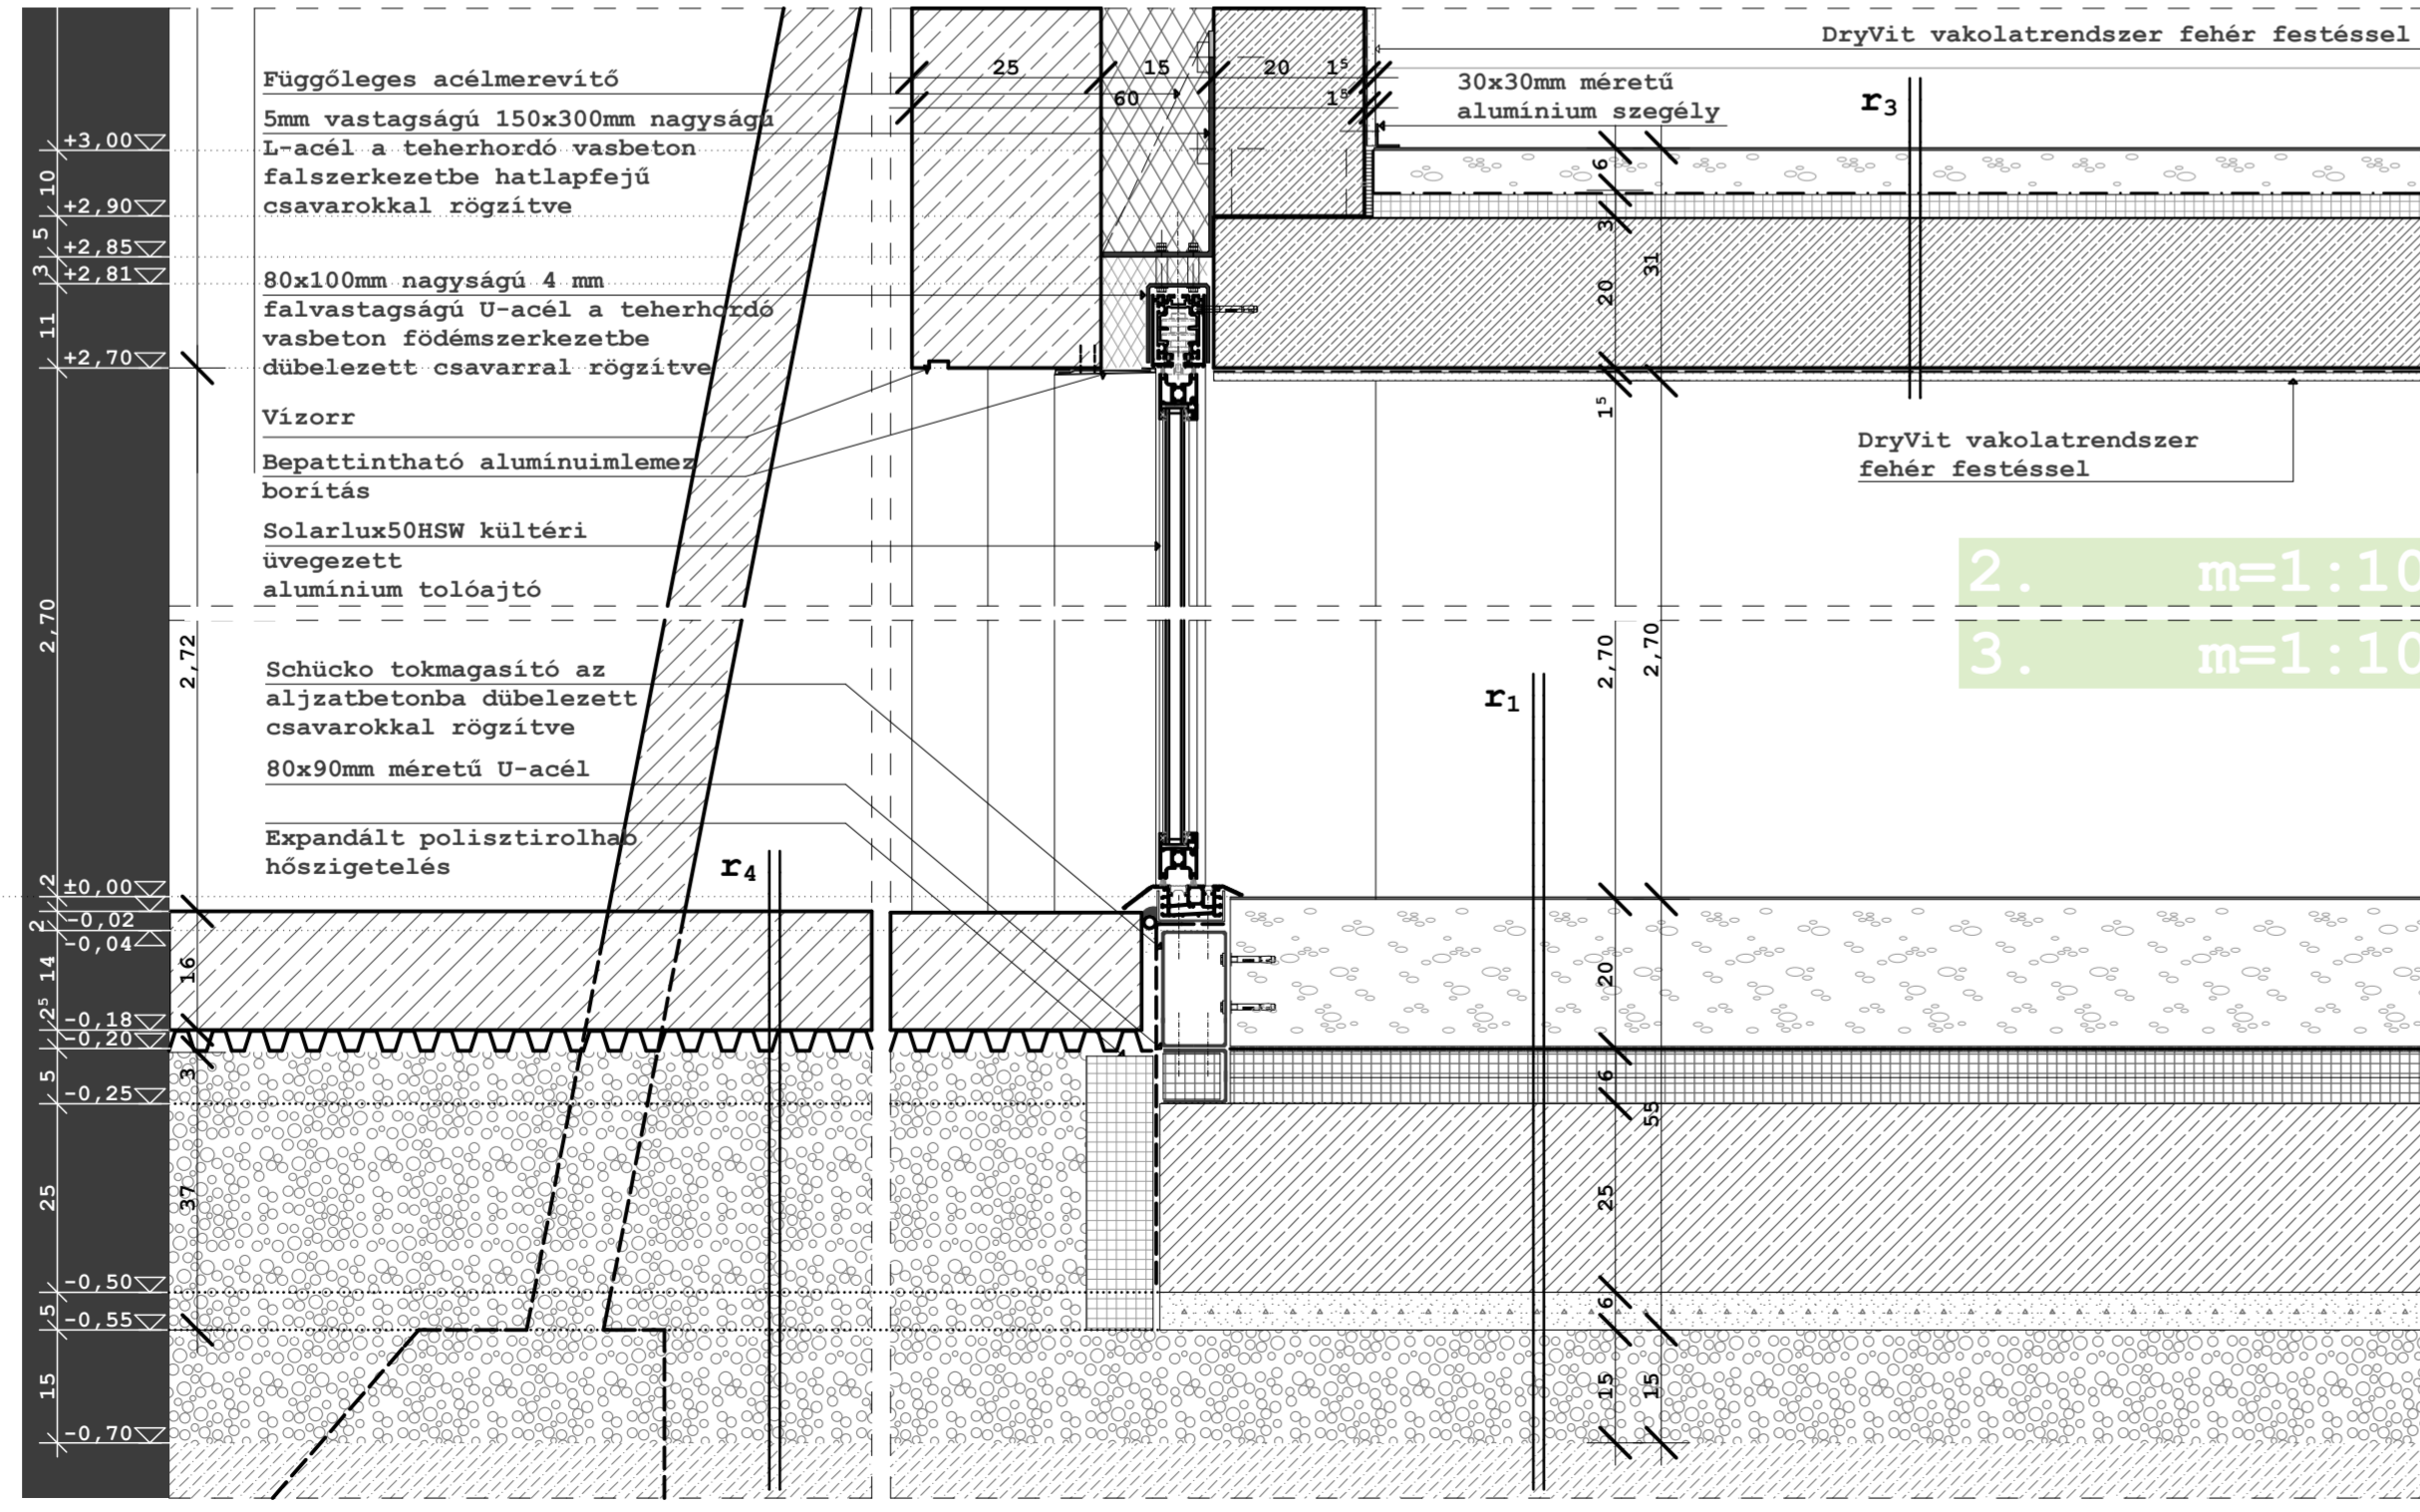 DryVit vakolatrendszer fehér festéssel
Függőleges acélmerevítő
5mm vastagságú 150x300mm nagyságú
L-acél a teherhordó vasbeton
falszerkezetbe hatlapfejű
csavarokkal rögzítve
80x100mm nagyságú 4 mm
falvastagságú U-acél a teherhordó
vasbeton födémszerkezetbe
dübelezett csavarral rögzítve
Vízorr
Bepattintható alumínuimlemez
borítás
Solarlux50HSW kültéri
üvegezett
alumínium tolóajtó
Schücko tokmagasító az
aljzatbetonba dübelezett
csavarokkal rögzítve
80x90mm méretű U-acél
Expandált polisztirolhab
hőszigetelés
25
15
20
1⁵
60
1⁵
30x30mm méretű
alumínium szegély
r₃
DryVit vakolatrendszer
fehér festéssel
2. m=1:10
3. m=1:10
r₁
r₄
+3,00
10
+2,90
5
+2,85
3
+2,81
11
+2,70
2,70
2
±0,00
-0,02
2
-0,04
14
-0,18
2⁵
-0,20
5
-0,25
25
-0,50
5
-0,55
15
-0,70
2,72
16
3
37
6
3
20
31
1⁵
2,70
2,70
20
6
55
25
6
15
15